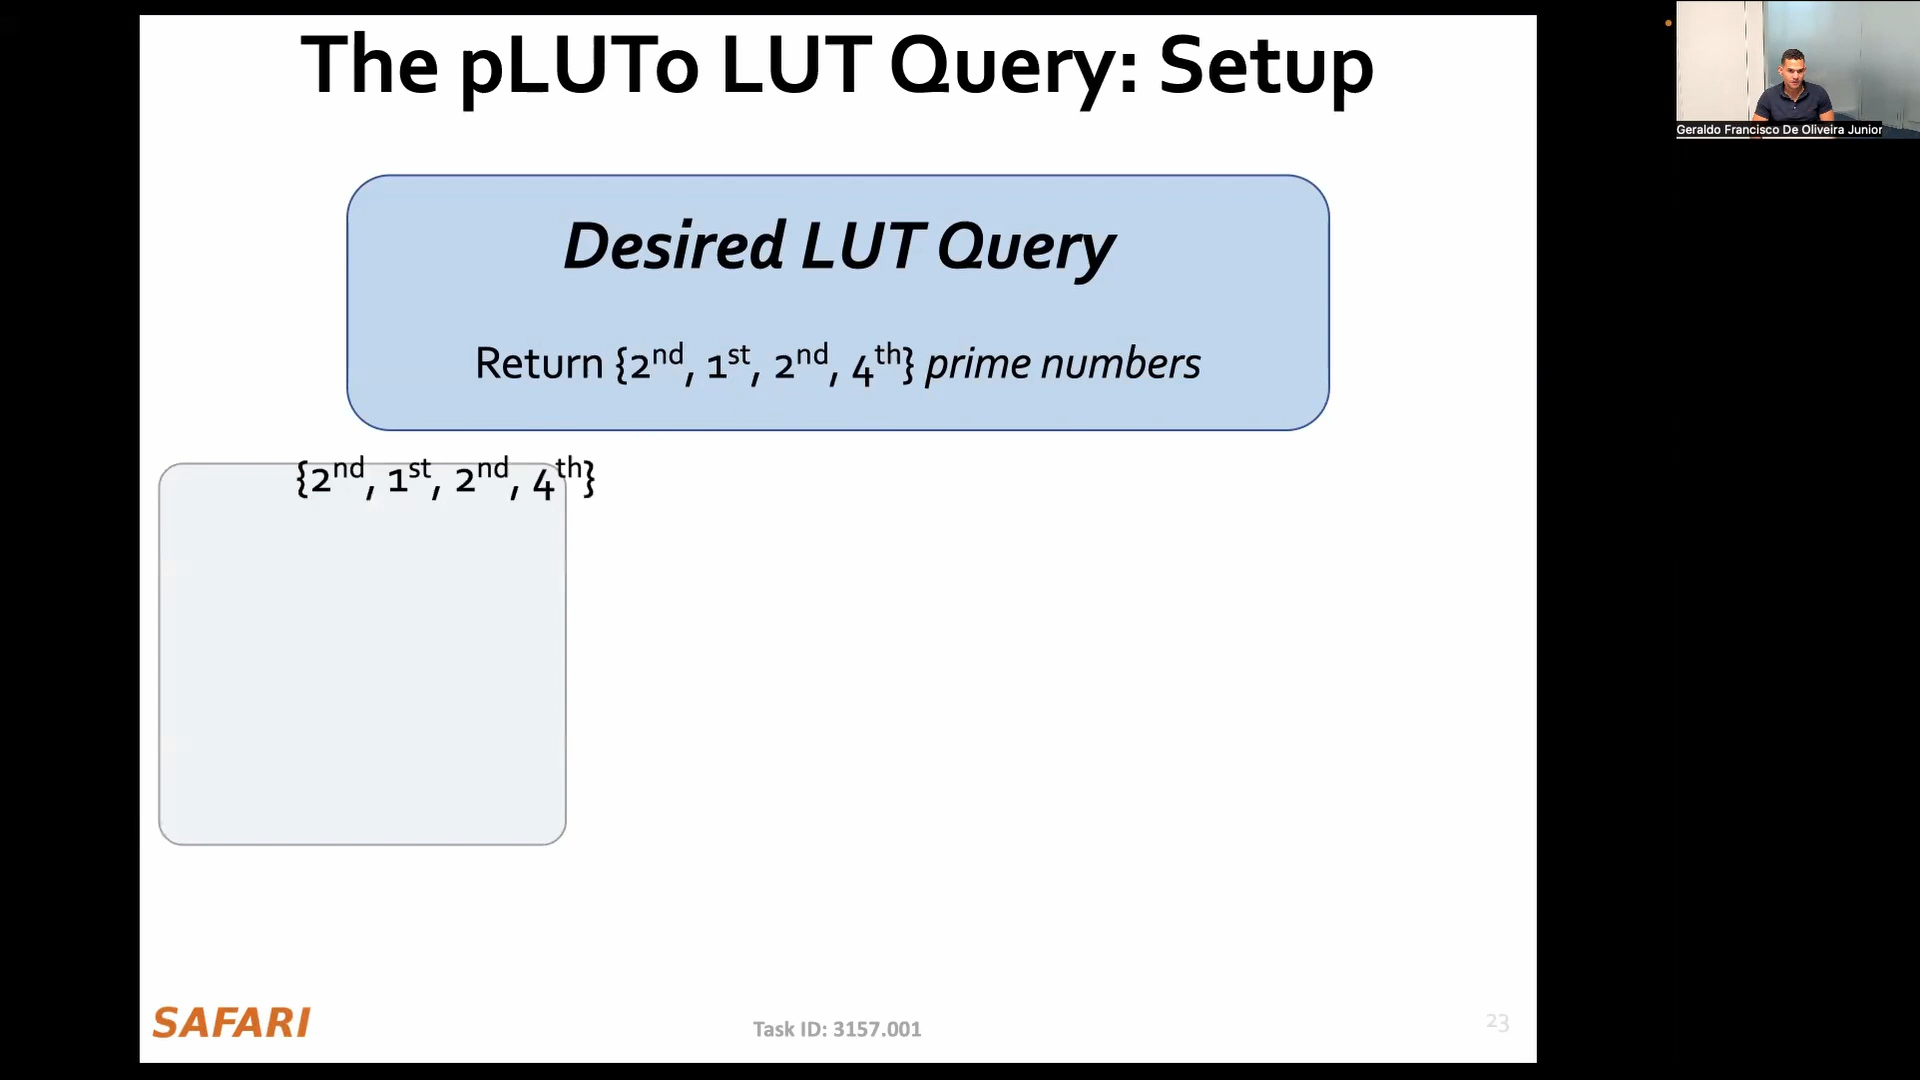 The pLUTo LUT Query: Setup
Geraldo Francisco De Oliveira Junior
Desired LUT Query
Return {2nd, 1st, 2nd, 4th} prime numbers
{2nd, 1st, 2nd, 4th}
SAFARI
Task ID: 3157.001
23